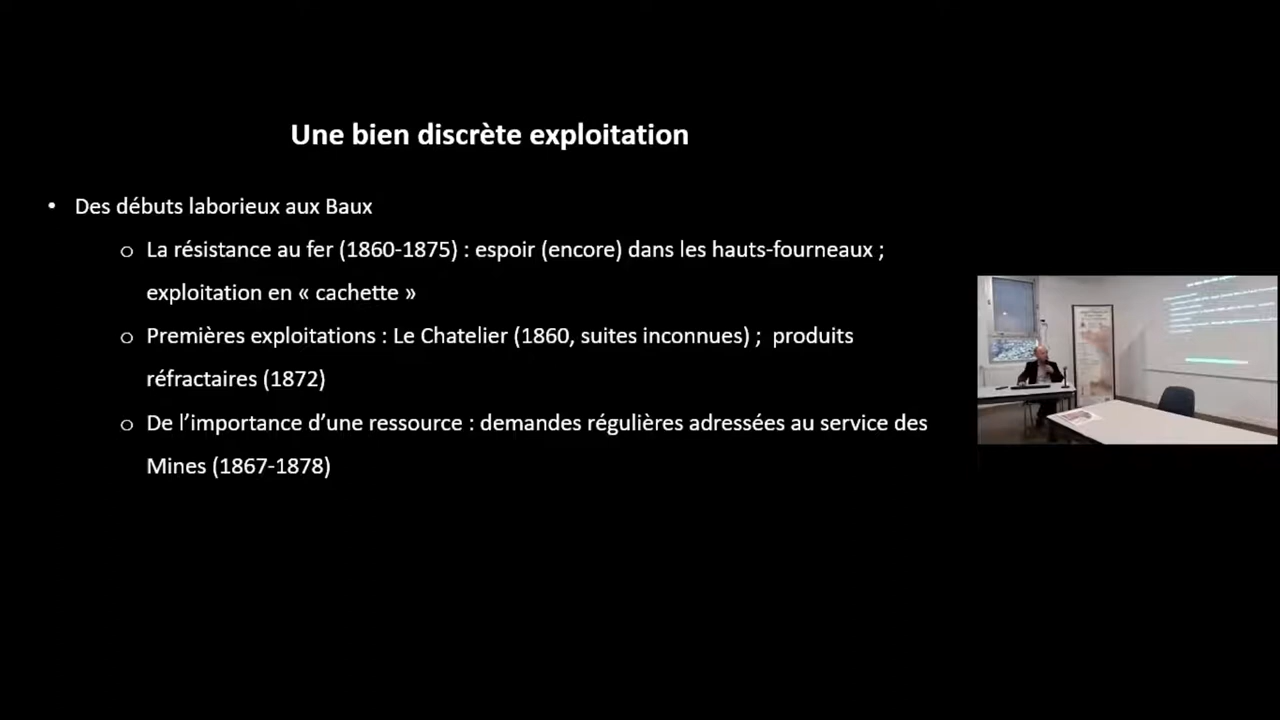 Une bien discrète exploitation
• Des débuts laborieux aux Baux
o La résistance au fer (1860-1875) : espoir (encore) dans les hauts-fourneaux ;
exploitation en « cachette »
o Premières exploitations : Le Chatelier (1860, suites inconnues) ; produits
réfractaires (1872)
o De l’importance d’une ressource : demandes régulières adressées au service des
Mines (1867-1878)